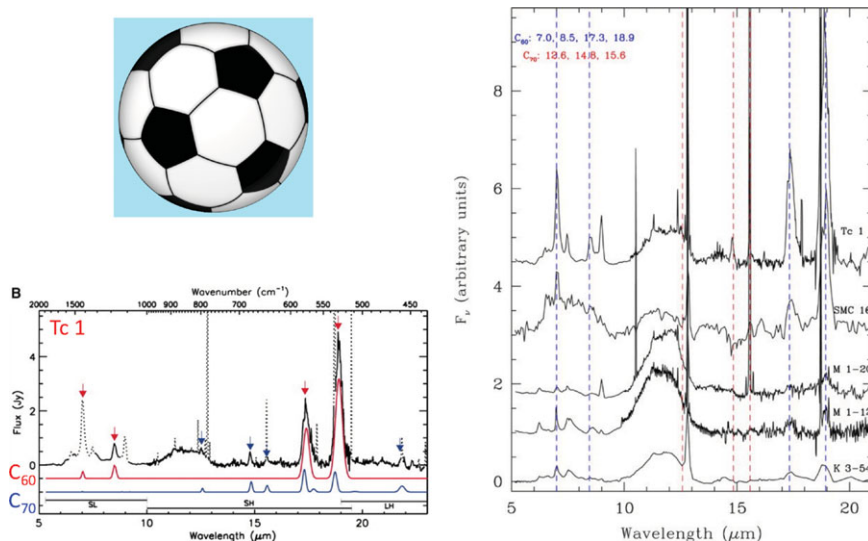 B
Wavenumber (cm⁻¹)
2000 1500 1000 900 800 700 600 550 500 450
Tc 1
Flux (Jy)
4
2
0
C60
C70
SL SH LH
5 10 15 20
Wavelength (μm)
C60: 7.0, 8.5, 17.3, 18.9
C70: 12.6, 14.8, 15.6
Fν (arbitrary units)
8
6
4
2
0
Tc 1
SMC 16
M 1-20
M 1-1
K 3-54
5 10 15 20
Wavelength (μm)